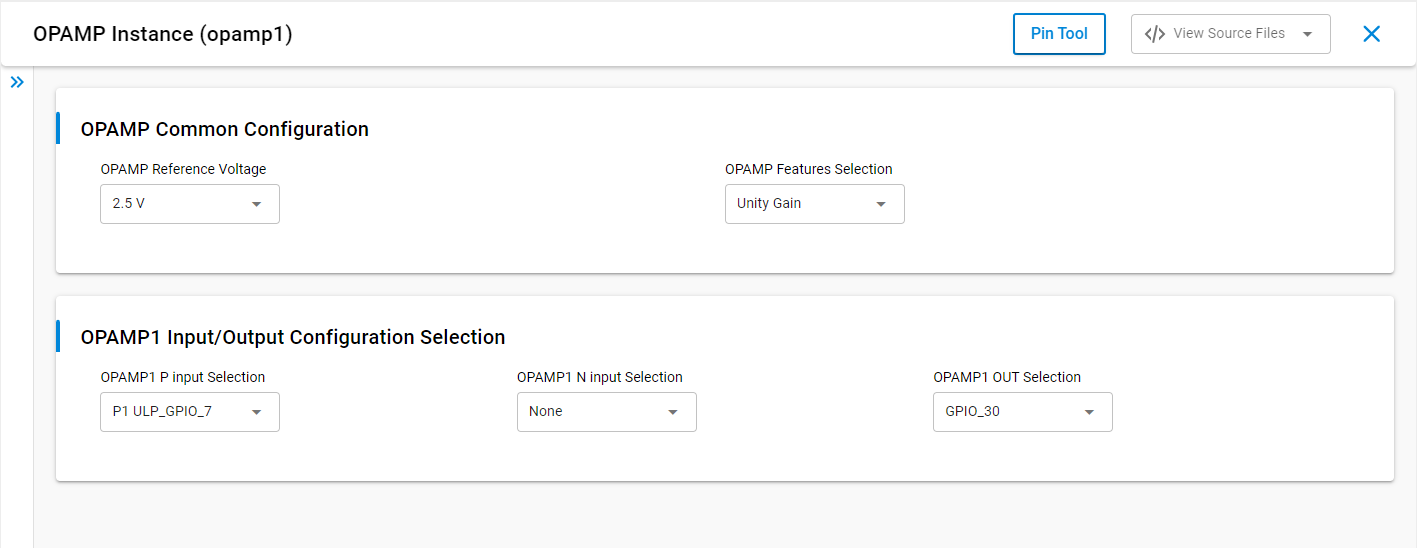 OPAMP Instance (opamp1)
Pin Tool
</> View Source Files
OPAMP Common Configuration
OPAMP Reference Voltage
OPAMP Features Selection
2.5 V
Unity Gain
OPAMP1 Input/Output Configuration Selection
OPAMP1 P input Selection
OPAMP1 N input Selection
OPAMP1 OUT Selection
P1 ULP_GPIO_7
None
GPIO_30